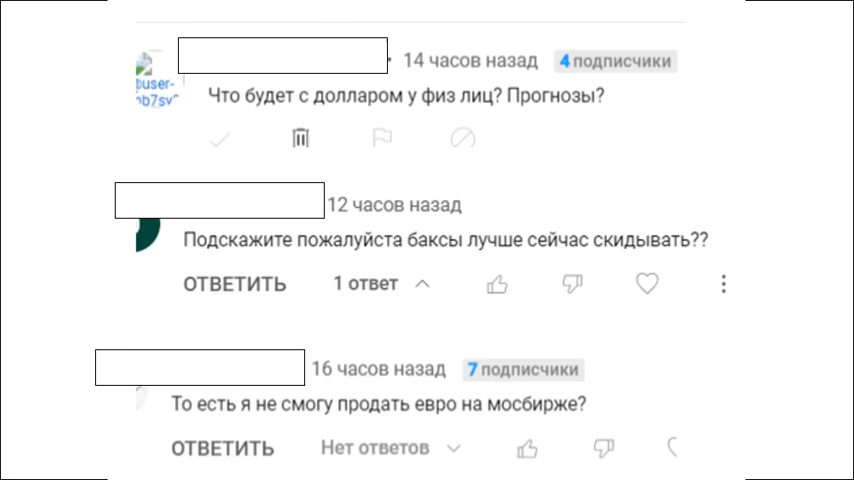 14 часов назад 4 подписчики
@user-
Что будет с долларом у физ лиц? Прогнозы?
12 часов назад
Подскажите пожалуйста баксы лучше сейчас скидывать??
ОТВЕТИТЬ 1 ответ
16 часов назад 7 подписчики
То есть я не смогу продать евро на мосбирже?
ОТВЕТИТЬ Нет ответов